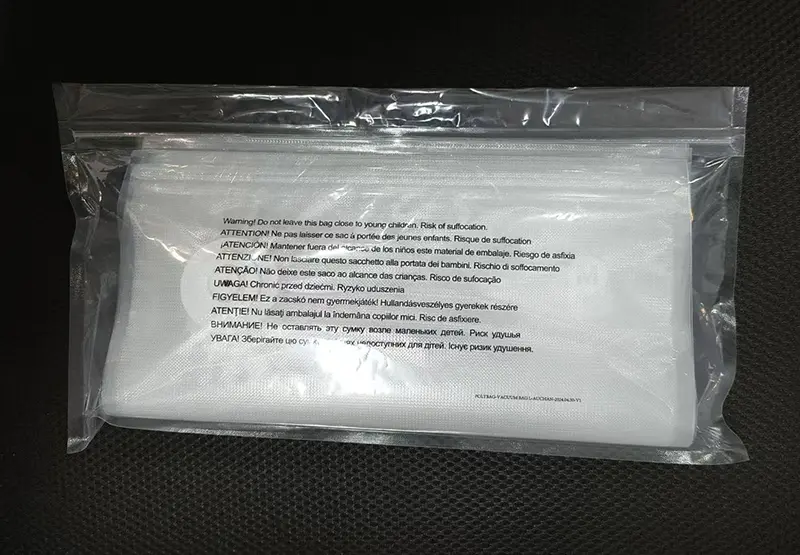 Warning! Do not leave this bag close to young children. Risk of suffocation.
ATTENTION! Ne pas laisser ce sac à portée des jeunes enfants. Risque de suffocation
¡ATENCIÓN! Mantener fuera del alcance de los niños este material de embalaje. Riesgo de asfixia
ATTENZIONE! Non lasciare questo sacchetto alla portata dei bambini. Rischio di soffocamento
ATENÇÃO! Não deixe este saco ao alcance das crianças. Risco de sufocação
UWAGA! Chronic przed dziećmi. Ryzyko uduszenia
FIGYELEM! Ez a zacskó nem gyermekjáték! Hullandásveszélyes gyerekek részére
ATENȚIE! Nu lăsați ambalajul la îndemâna copiilor mici. Risc de asfixiere.
ВНИМАНИЕ! Не оставлять эту сумку возле маленьких детей. Риск удушья
УВАГА! Зберігайте цю недоступних для дітей. Існує ризик удушення.
POLYBAG-VACUUM BAG L-AUCHAN-